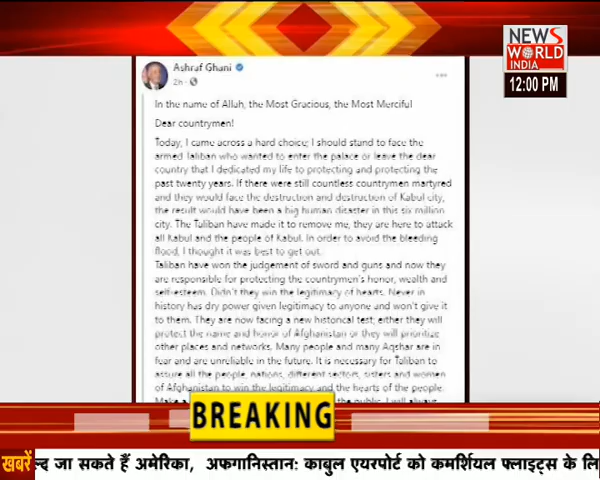 NEWS
WORLD
INDIA
12:00 PM
Ashraf Ghani
2h
In the name of Allah, the Most Gracious, the Most Merciful
Dear countrymen!
Today, I came across a hard choice; I should stand to face the
armed Taliban who wanted to enter the palace or leave the dear
country that I dedicated my life to protecting and protecting the
past twenty years. If there were still countless countrymen martyred
and they would face the destruction and destruction of Kabul city,
the result would have been a big human disaster in this six million
city. The Taliban have made it to remove me, they are here to attack
all Kabul and the people of Kabul. In order to avoid the bleeding
flood, I thought it was best to get out.
Taliban have won the judgement of sword and guns and now they
are responsible for protecting the countrymen's honor, wealth and
self-esteem. Didn't they win the legitimacy of hearts. Never in
history has dry power given legitimacy to anyone and won't give it
to them. They are now facing a new historical test; either they will
protect the name and honor of Afghanistan or they will prioritize
other places and networks. Many people and many Aqshar are in
fear and are unreliable in the future. It is necessary for Taliban to
assure all the people, nations, different sectors, sisters and women
of Afghanistan to win the legitimacy and the hearts of the people.
Make a the public. I will always
BREAKING
खबरें ल्द जा सकते हैं अमेरिका, अफगानिस्तान: काबुल एयरपोर्ट को कमर्शियल फ्लाइट्स के लि